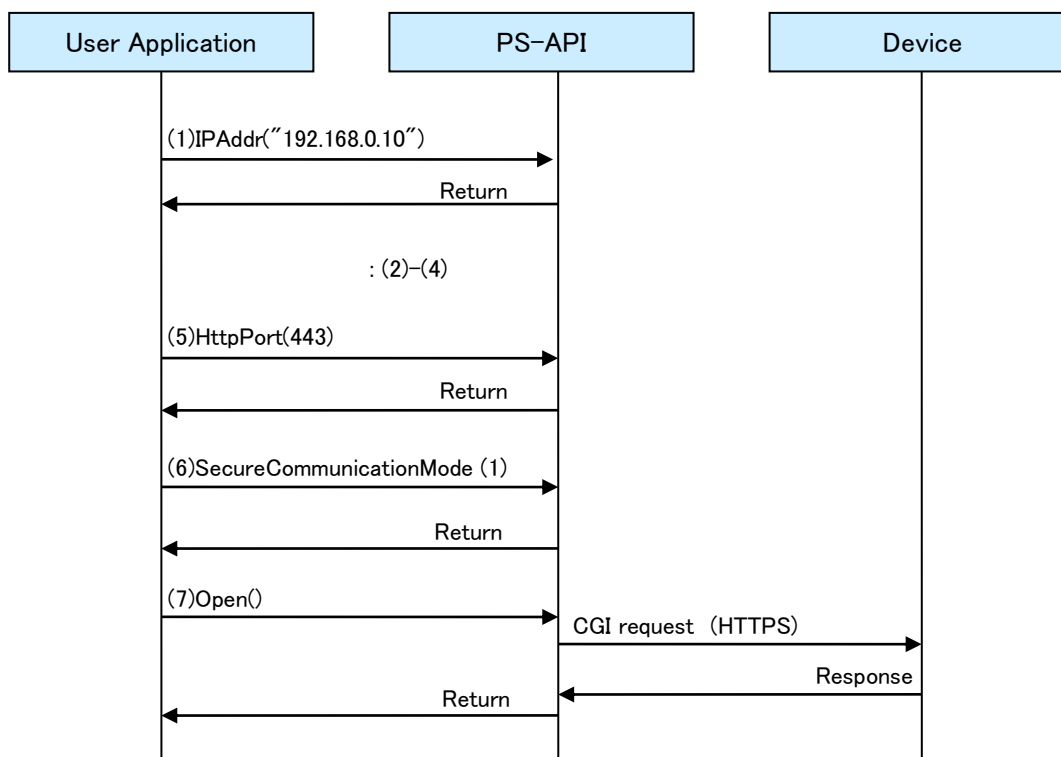 User Application
PS-API
Device
(1)IPAddr("192.168.0.10")
Return
: (2)-(4)
(5)HttpPort(443)
Return
(6)SecureCommunicationMode (1)
Return
(7)Open()
CGI request (HTTPS)
Response
Return